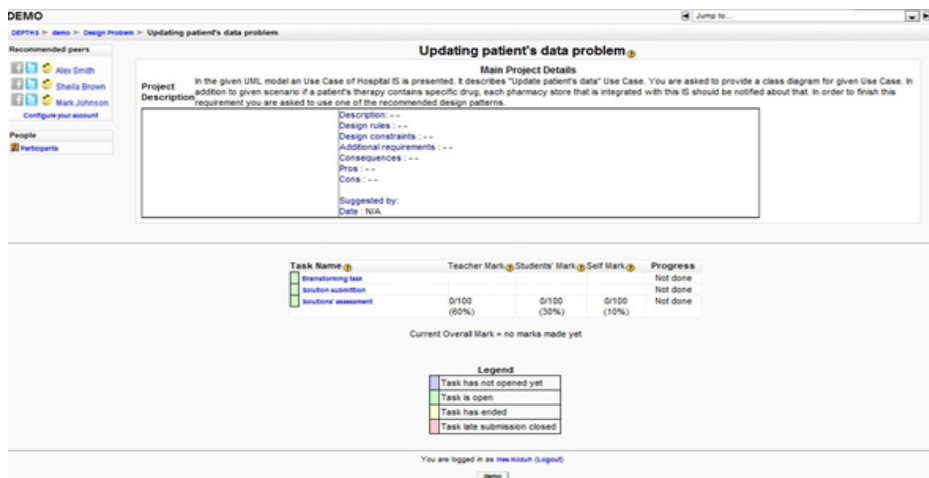 DEMO
Jump to...
DEPTHS ► demo ► Design Problem ► Updating patient's data problem
Recommended peers
Alex Smith
Sheila Brown
Mark Johnson
Configure your account
People
Participants
Updating patient's data problem
Main Project Details
Project Description
In the given UML model an Use Case of Hospital IS is presented. It describes "Update patient's data" Use Case. You are asked to provide a class diagram for given Use Case. In
addition to given scenario if a patient's therapy contains specific drug, each pharmacy store that is integrated with this IS should be notified about that. In order to finish this
requirement you are asked to use one of the recommended design patterns.
Description: - -
Design rules : - -
Design constraints : - -
Additional requirements : - -
Consequences : - -
Pros : - -
Cons : - -
Suggested by:
Date : N/A
Task Name Teacher Mark Students' Mark Self Mark Progress
Brainstorming task Not done
Solution submittion Not done
Solutions' assessment 0/100 0/100 0/100 Not done
(60%) (30%) (10%)
Current Overall Mark = no marks made yet
Legend
Task has not opened yet
Task is open
Task has ended
Task late submission closed
You are logged in as Ines Kozuh (Logout)
demo